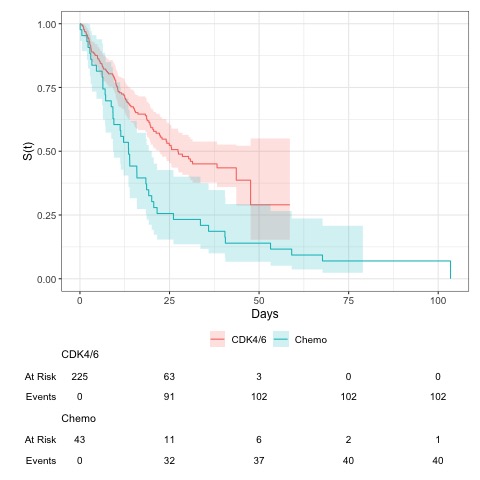 1.00
0.75
0.50
0.25
0.00
S(t)
0 25 50 75 100
Days
CDK4/6 Chemo
CDK4/6
At Risk 225 63 3 0 0
Events 0 91 102 102 102
Chemo
At Risk 43 11 6 2 1
Events 0 32 37 40 40